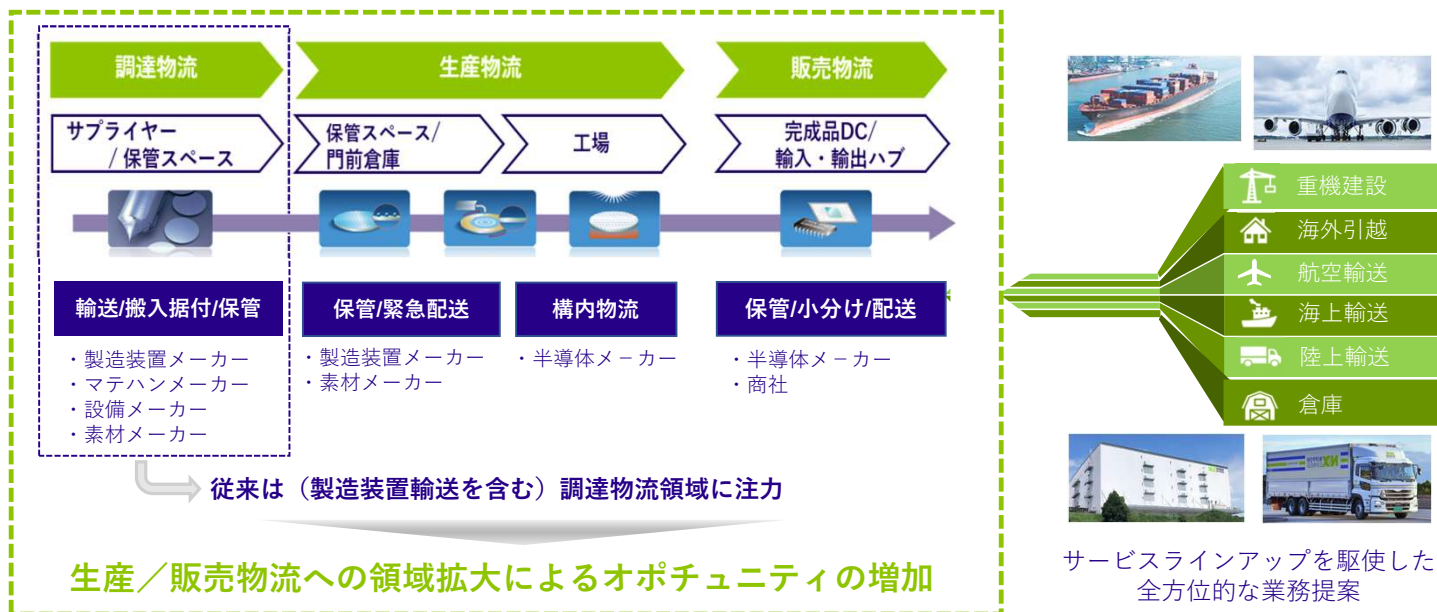 調達物流
生産物流
販売物流
サプライヤー
/ 保管スペース
保管スペース/
門前倉庫
工場
完成品DC/
輸入・輸出ハブ
輸送/搬入据付/保管
保管/緊急配送
構内物流
保管/小分け/配送
・製造装置メーカー
・マテハンメーカー
・設備メーカー
・素材メーカー
・製造装置メーカー
・素材メーカー
・半導体メ－カー
・半導体メ－カー
・商社
従来は（製造装置輸送を含む）調達物流領域に注力
生産／販売物流への領域拡大によるオポチュニティの増加
重機建設
海外引越
航空輸送
海上輸送
陸上輸送
倉庫
サービスラインアップを駆使した
全方位的な業務提案